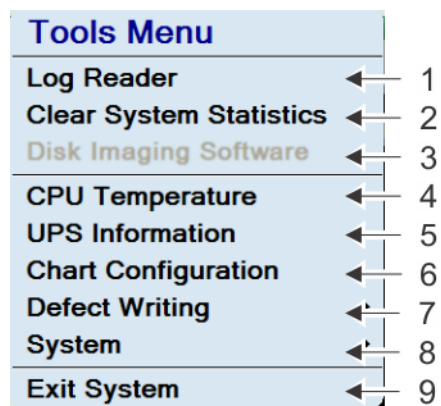 Tools Menu
Log Reader 1
Clear System Statistics 2
Disk Imaging Software 3
CPU Temperature 4
UPS Information 5
Chart Configuration 6
Defect Writing 7
System 8
Exit System 9